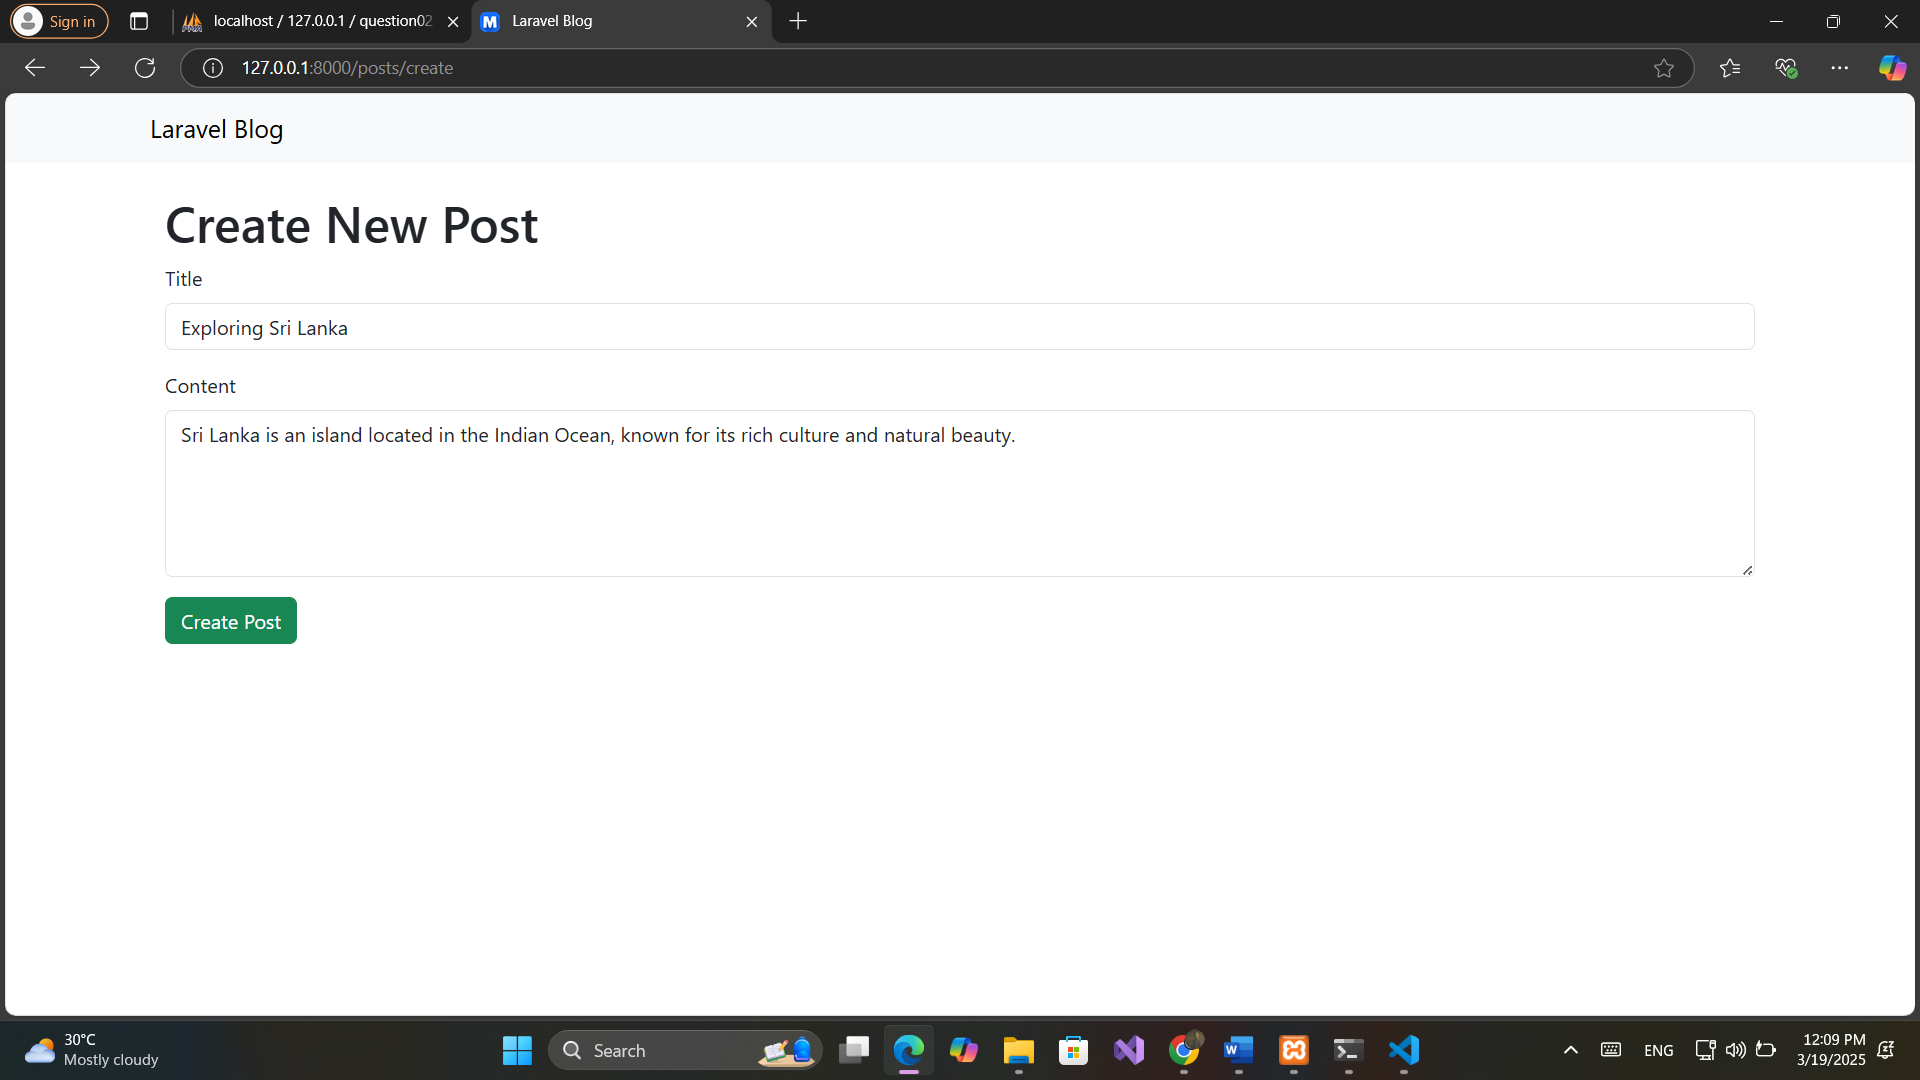 Sign in
localhost / 127.0.0.1 / question02
Laravel Blog
127.0.0.1:8000/posts/create
Laravel Blog
Create New Post
Title
Exploring Sri Lanka
Content
Sri Lanka is an island located in the Indian Ocean, known for its rich culture and natural beauty.
Create Post
30°C
Mostly cloudy
Search
ENG
12:09 PM
3/19/2025